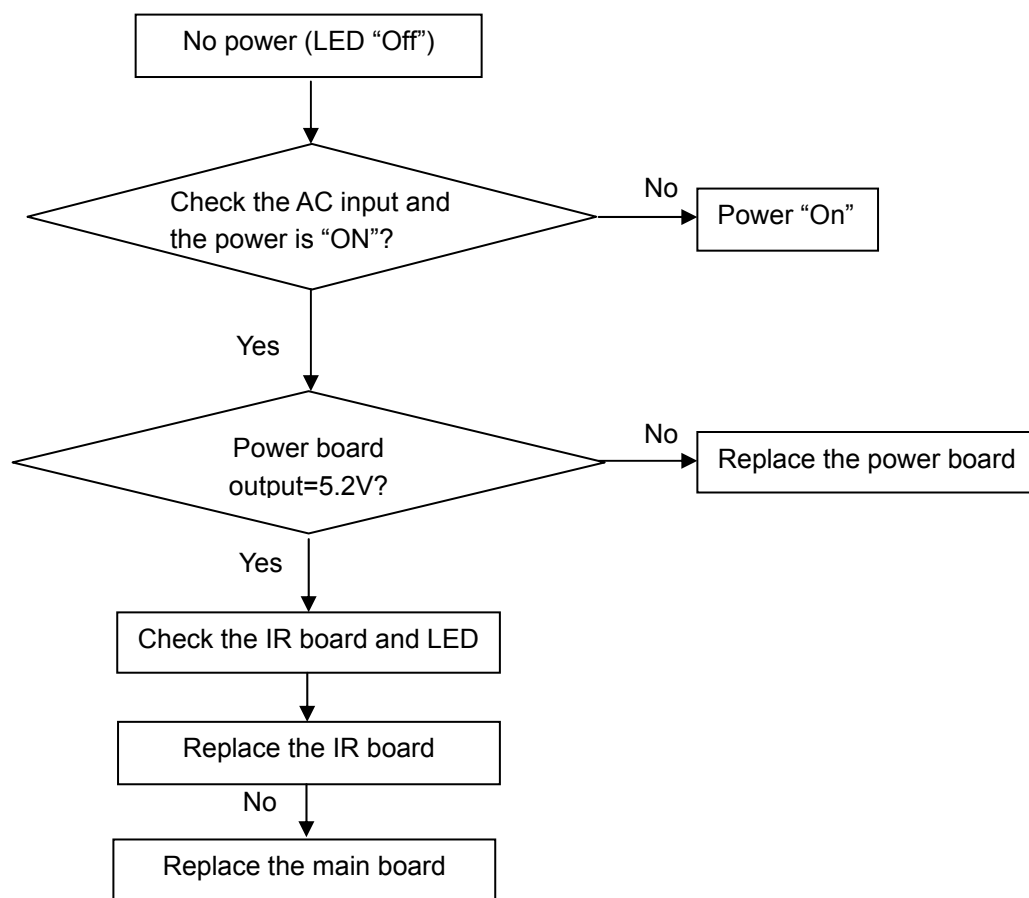 No power (LED “Off”)
Check the AC input and
the power is “ON”?
No
Power “On”
Yes
Power board
output=5.2V?
No
Replace the power board
Yes
Check the IR board and LED
Replace the IR board
No
Replace the main board